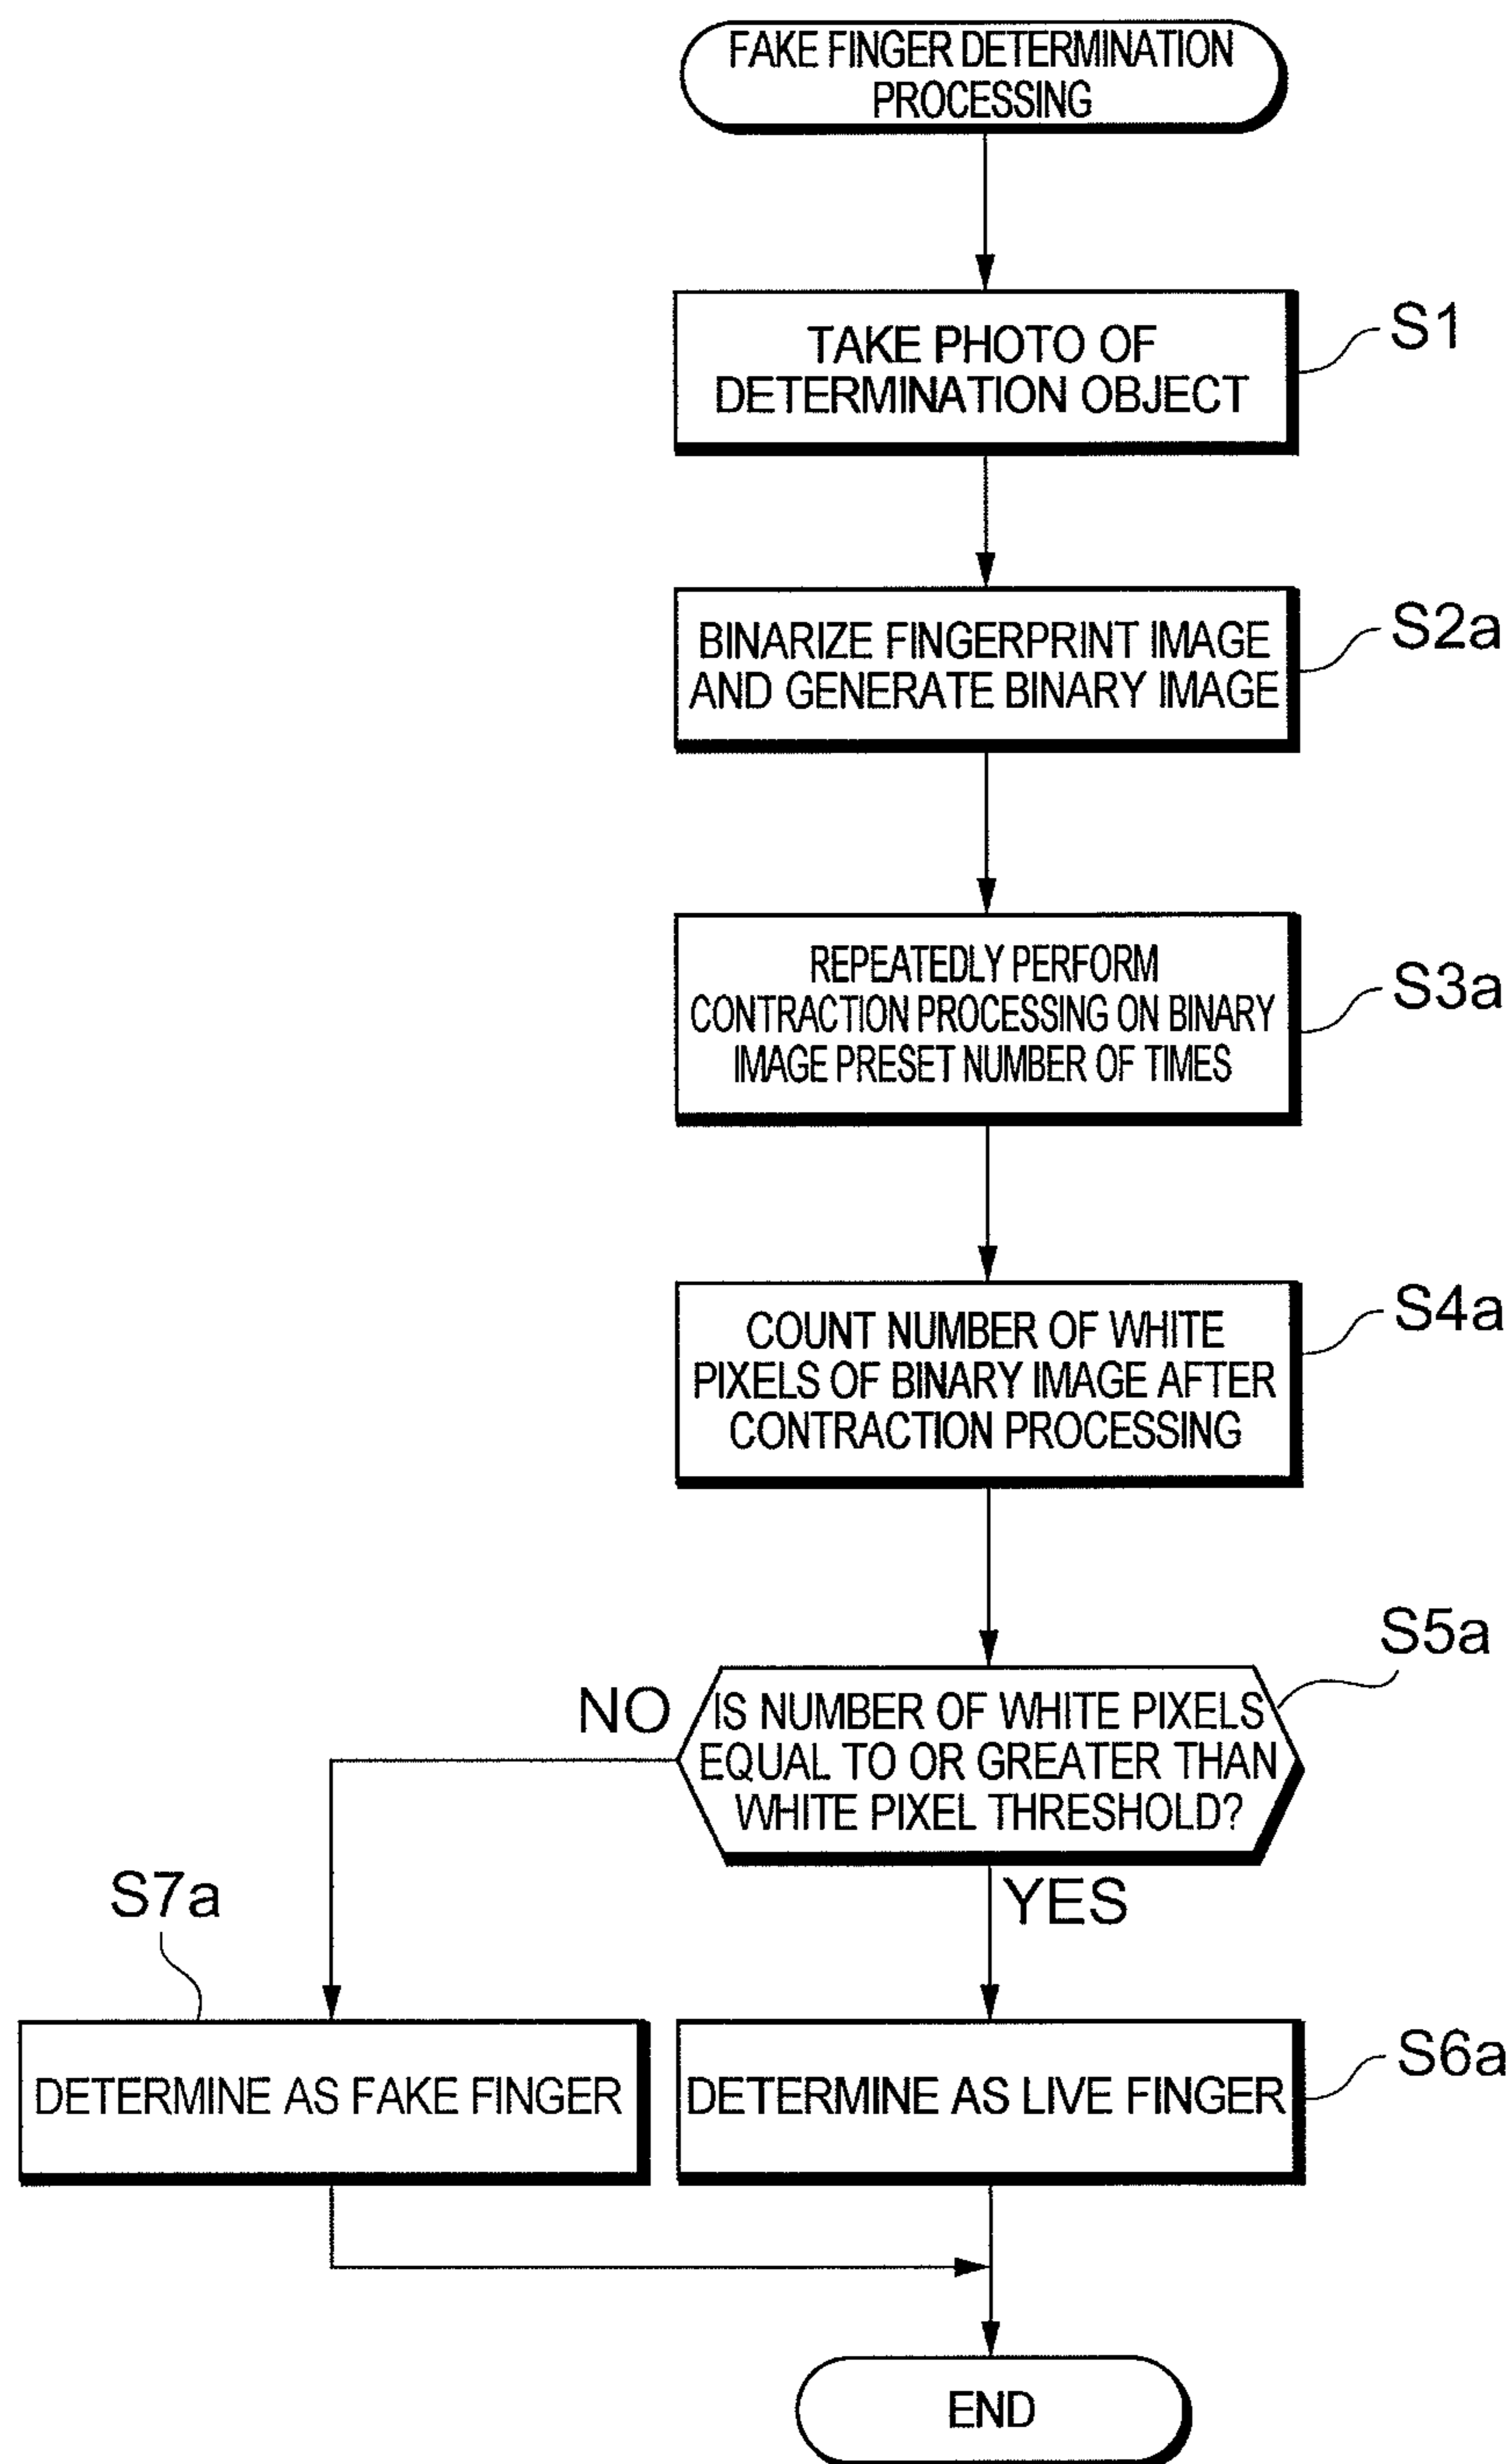 FAKE FINGER DETERMINATION
PROCESSING
TAKE PHOTO OF
DETERMINATION OBJECT
S1
BINARIZE FINGERPRINT IMAGE
AND GENERATE BINARY IMAGE
S2a
REPEATEDLY PERFORM
CONTRACTION PROCESSING ON BINARY
IMAGE PRESET NUMBER OF TIMES
S3a
COUNT NUMBER OF WHITE
PIXELS OF BINARY IMAGE AFTER
CONTRACTION PROCESSING
S4a
IS NUMBER OF WHITE PIXELS
EQUAL TO OR GREATER THAN
WHITE PIXEL THRESHOLD?
S5a
NO
YES
S7a
DETERMINE AS FAKE FINGER
DETERMINE AS LIVE FINGER
S6a
END